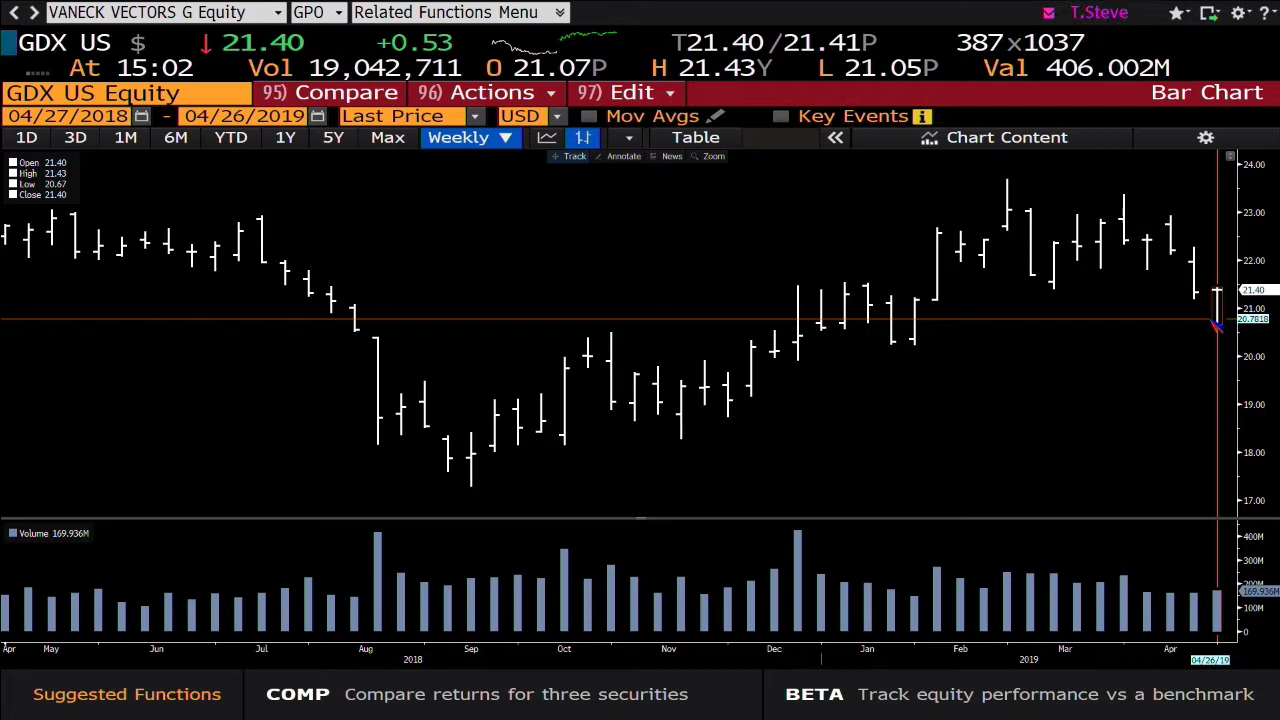 VANECK VECTORS G Equity GPO Related Functions Menu T.Steve ?
GDX US $ ↓ 21.40 +0.53 T21.40 /21.41P 387x1037
At 15:02 Vol 19,042,711 O 21.07P H 21.43Y L 21.05P Val 406.002M
GDX US Equity 95) Compare 96) Actions 97) Edit Bar Chart
04/27/2018 - 04/26/2019 Last Price USD Mov Avgs Key Events i
1D 3D 1M 6M YTD 1Y 5Y Max Weekly ▼ Table « Chart Content
Track Annotate News Zoom
Open 21.40
High 21.43
Low 20.67
Close 21.40
24.00
23.00
22.00
21.40
21.00
20.7818
20.00
19.00
18.00
17.00
Volume 169.936M
400M
300M
200M
169.936M
100M
0
Apr May Jun Jul Aug Sep Oct Nov Dec Jan Feb Mar Apr
2018 2019 04/26/19
Suggested Functions COMP Compare returns for three securities BETA Track equity performance vs a benchmark